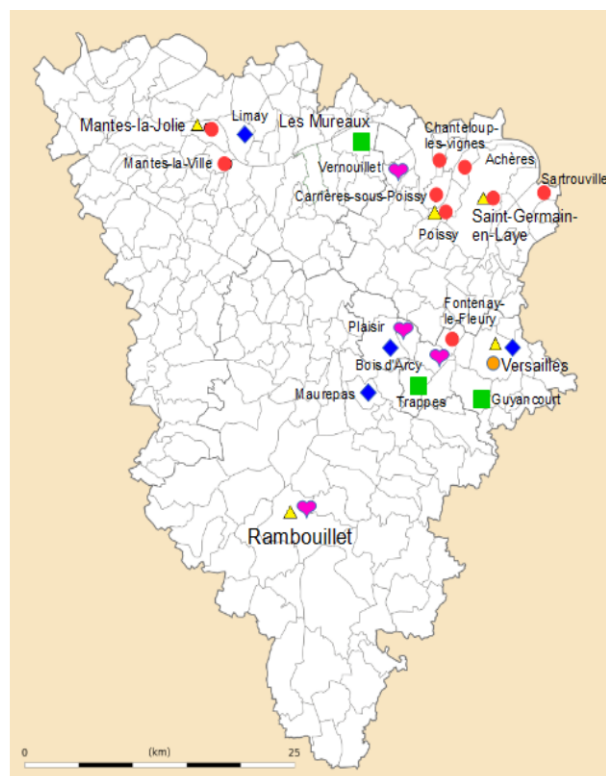 Mantes-la-Jolie
Limay
Les Mureaux
Chanteloup-
les-vignes
Mantes-la-Ville
Vernouillet
Achères
Sartrouville
Carrières-sous-Poissy
Poissy
Saint-Germain-
en-Laye
Fontenay-
le-Fleury
Plaisir
Bois d'Arcy
Versailles
Maurepas
Trappes
Guyancourt
Rambouillet
0
(km)
25